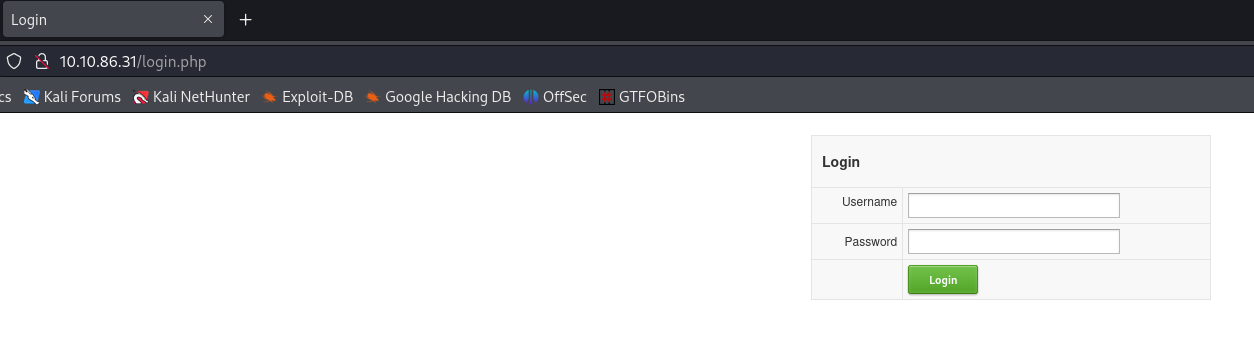 Login
10.10.86.31/login.php
cs Kali Forums Kali NetHunter Exploit-DB Google Hacking DB OffSec GTFOBins
Login
Username
Password
Login